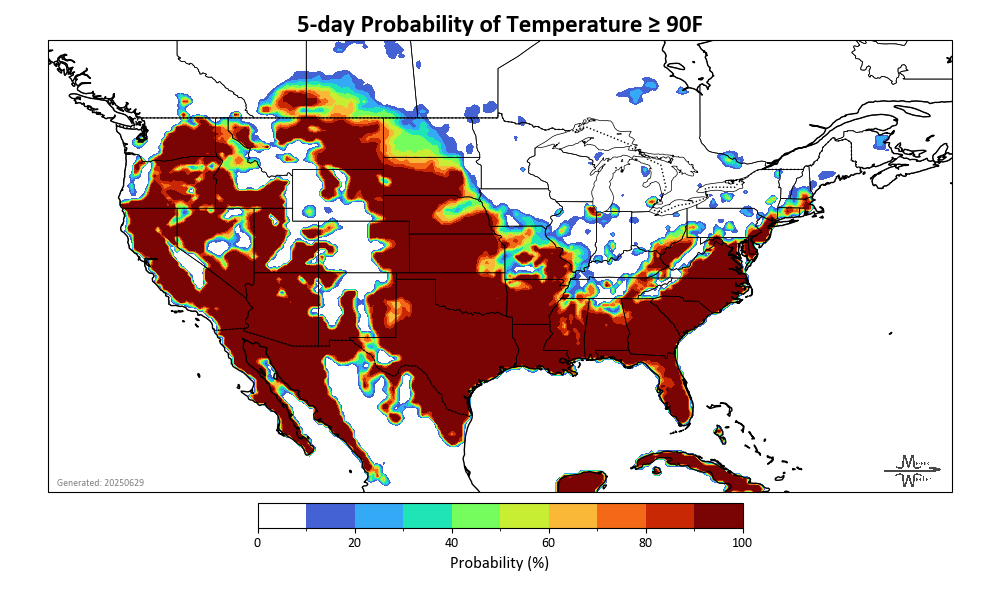 5-day Probability of Temperature ≥ 90F
Generated: 20250629
0 20 40 60 80 100
Probability (%)